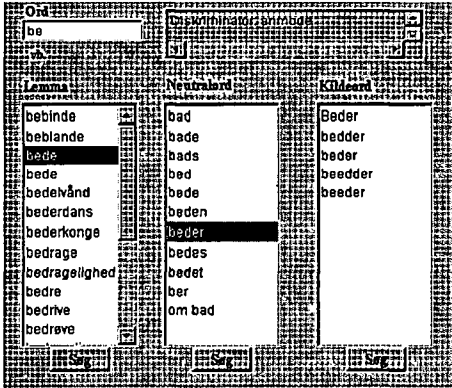 Ord
be
Diskriminator: anmode
vb.
Lemma
bebinde
beblande
bede
bede
bedelvånd
bederdans
bederkonge
bedrage
bedragelighed
bedre
bedrive
bedrøve
Søg
Neutralord
bad
bade
bads
bed
bede
beden
beder
bedes
bedet
ber
om bad
Søg
Kildeord
Beder
bedder
beder
beedder
beeder
Søg